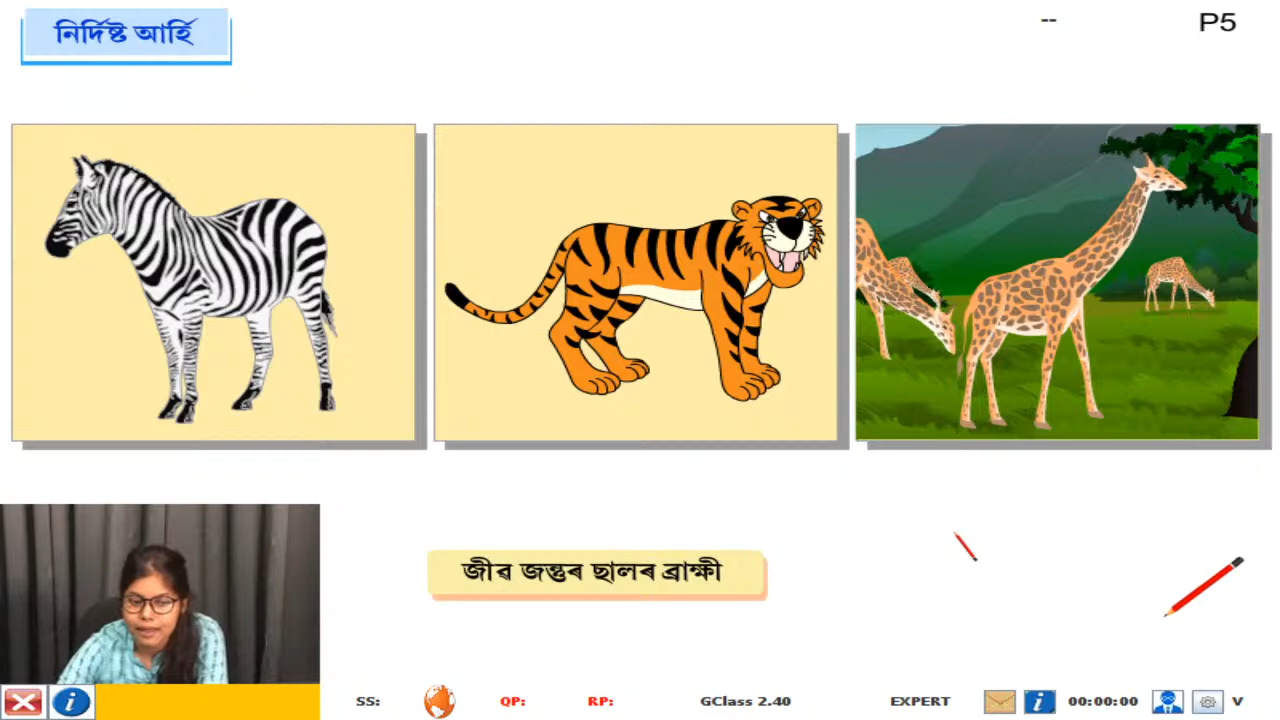 নিৰ্দিষ্ট আৰ্হি
-- P5
জীৱ জন্তুৰ ছালৰ ব্ৰাক্ষী
SS: QP: RP: GClass 2.40 EXPERT 00:00:00 V